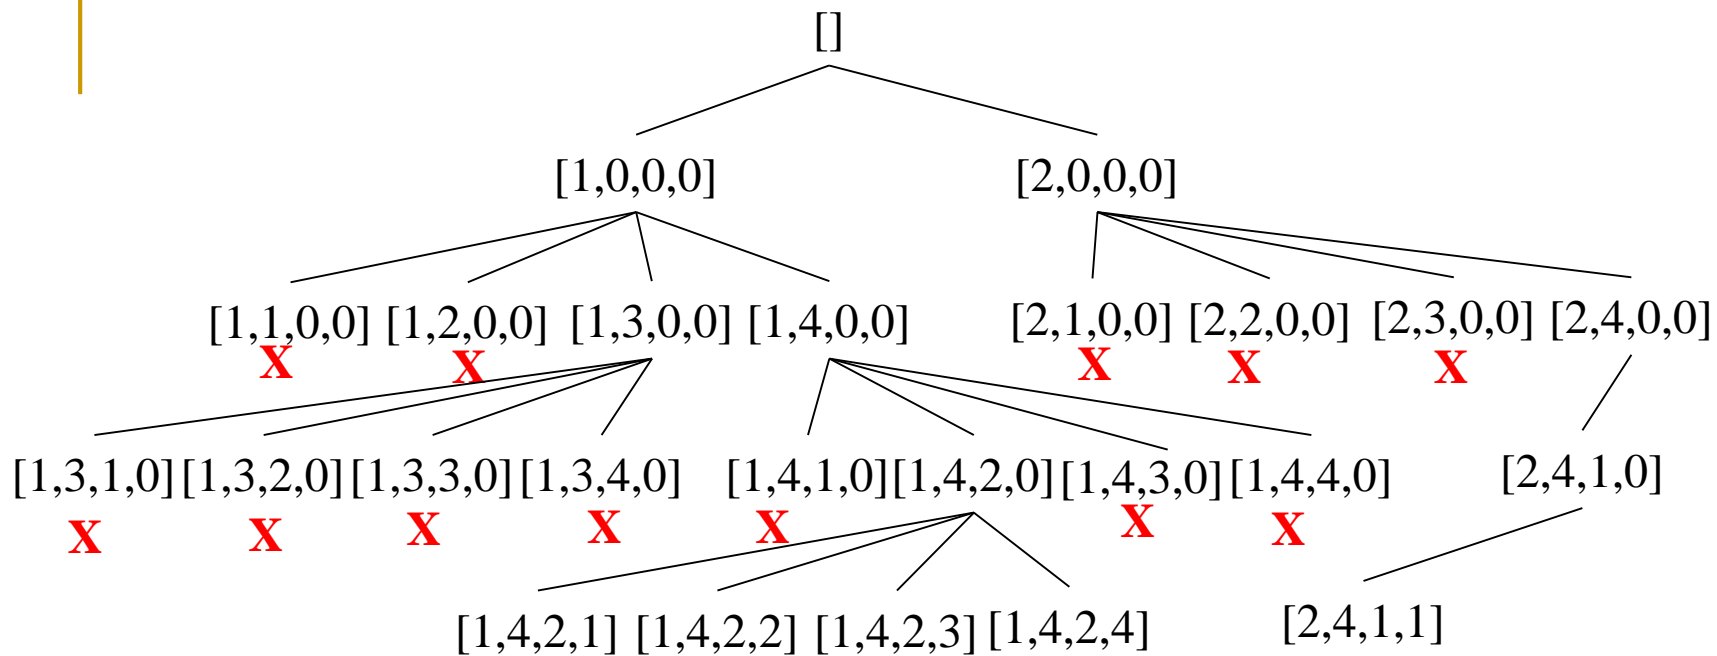 []
[1,0,0,0] [2,0,0,0]
[1,1,0,0] [1,2,0,0] [1,3,0,0] [1,4,0,0] [2,1,0,0] [2,2,0,0] [2,3,0,0] [2,4,0,0]
X X X X X
[1,3,1,0] [1,3,2,0] [1,3,3,0] [1,3,4,0] [1,4,1,0] [1,4,2,0] [1,4,3,0] [1,4,4,0] [2,4,1,0]
X X X X X X X
[1,4,2,1] [1,4,2,2] [1,4,2,3] [1,4,2,4] [2,4,1,1]